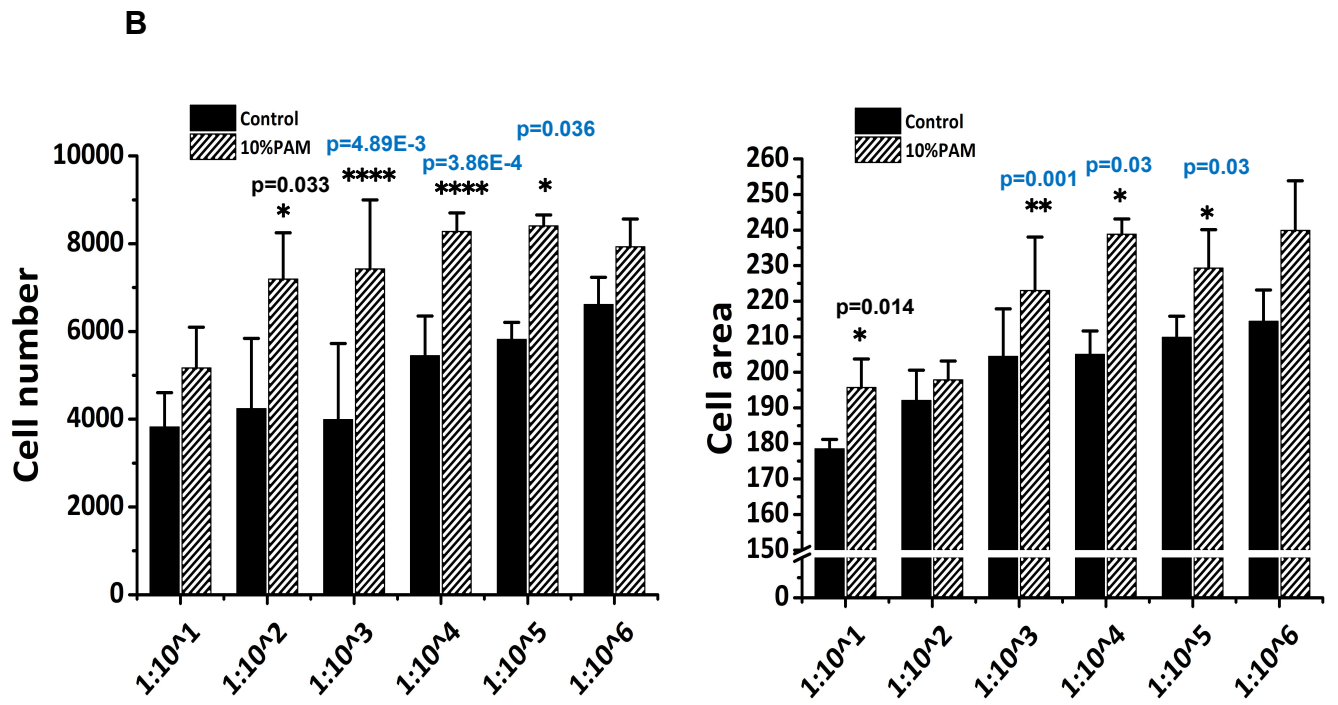 B
Control
10%PAM
p=4.89E-3
p=0.036
p=3.86E-4
p=0.033
****
****
*
*
10000
8000
6000
4000
2000
0
Cell number
1:10^1
1:10^2
1:10^3
1:10^4
1:10^5
1:10^6
Control
10%PAM
p=0.001
p=0.03
p=0.03
**
*
*
p=0.014
*
260
250
240
230
220
210
200
190
180
170
160
150
0
Cell area
1:10^1
1:10^2
1:10^3
1:10^4
1:10^5
1:10^6